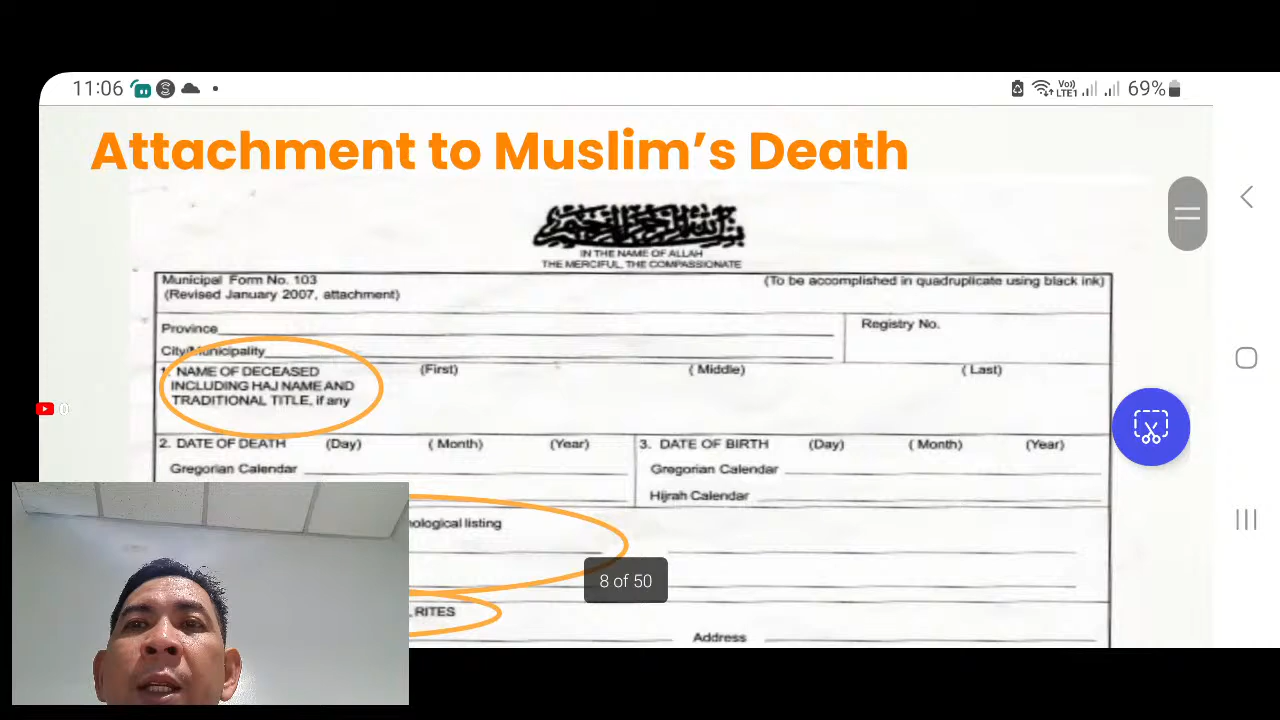 11:06
Vo)) LTE1 69%
Attachment to Muslim's Death
IN THE NAME OF ALLAH
THE MERCIFUL, THE COMPASSIONATE
Municipal Form No. 103
(Revised January 2007, attachment)
(To be accomplished in quadruplicate using black ink)
Province
City/Municipality
Registry No.
1. NAME OF DECEASED
INCLUDING HAJ NAME AND
TRADITIONAL TITLE, if any
(First) (Middle) (Last)
2. DATE OF DEATH (Day) (Month) (Year)
Gregorian Calendar
3. DATE OF BIRTH (Day) (Month) (Year)
Gregorian Calendar
Hijrah Calendar
0
listing
8 of 50
RITES
Address